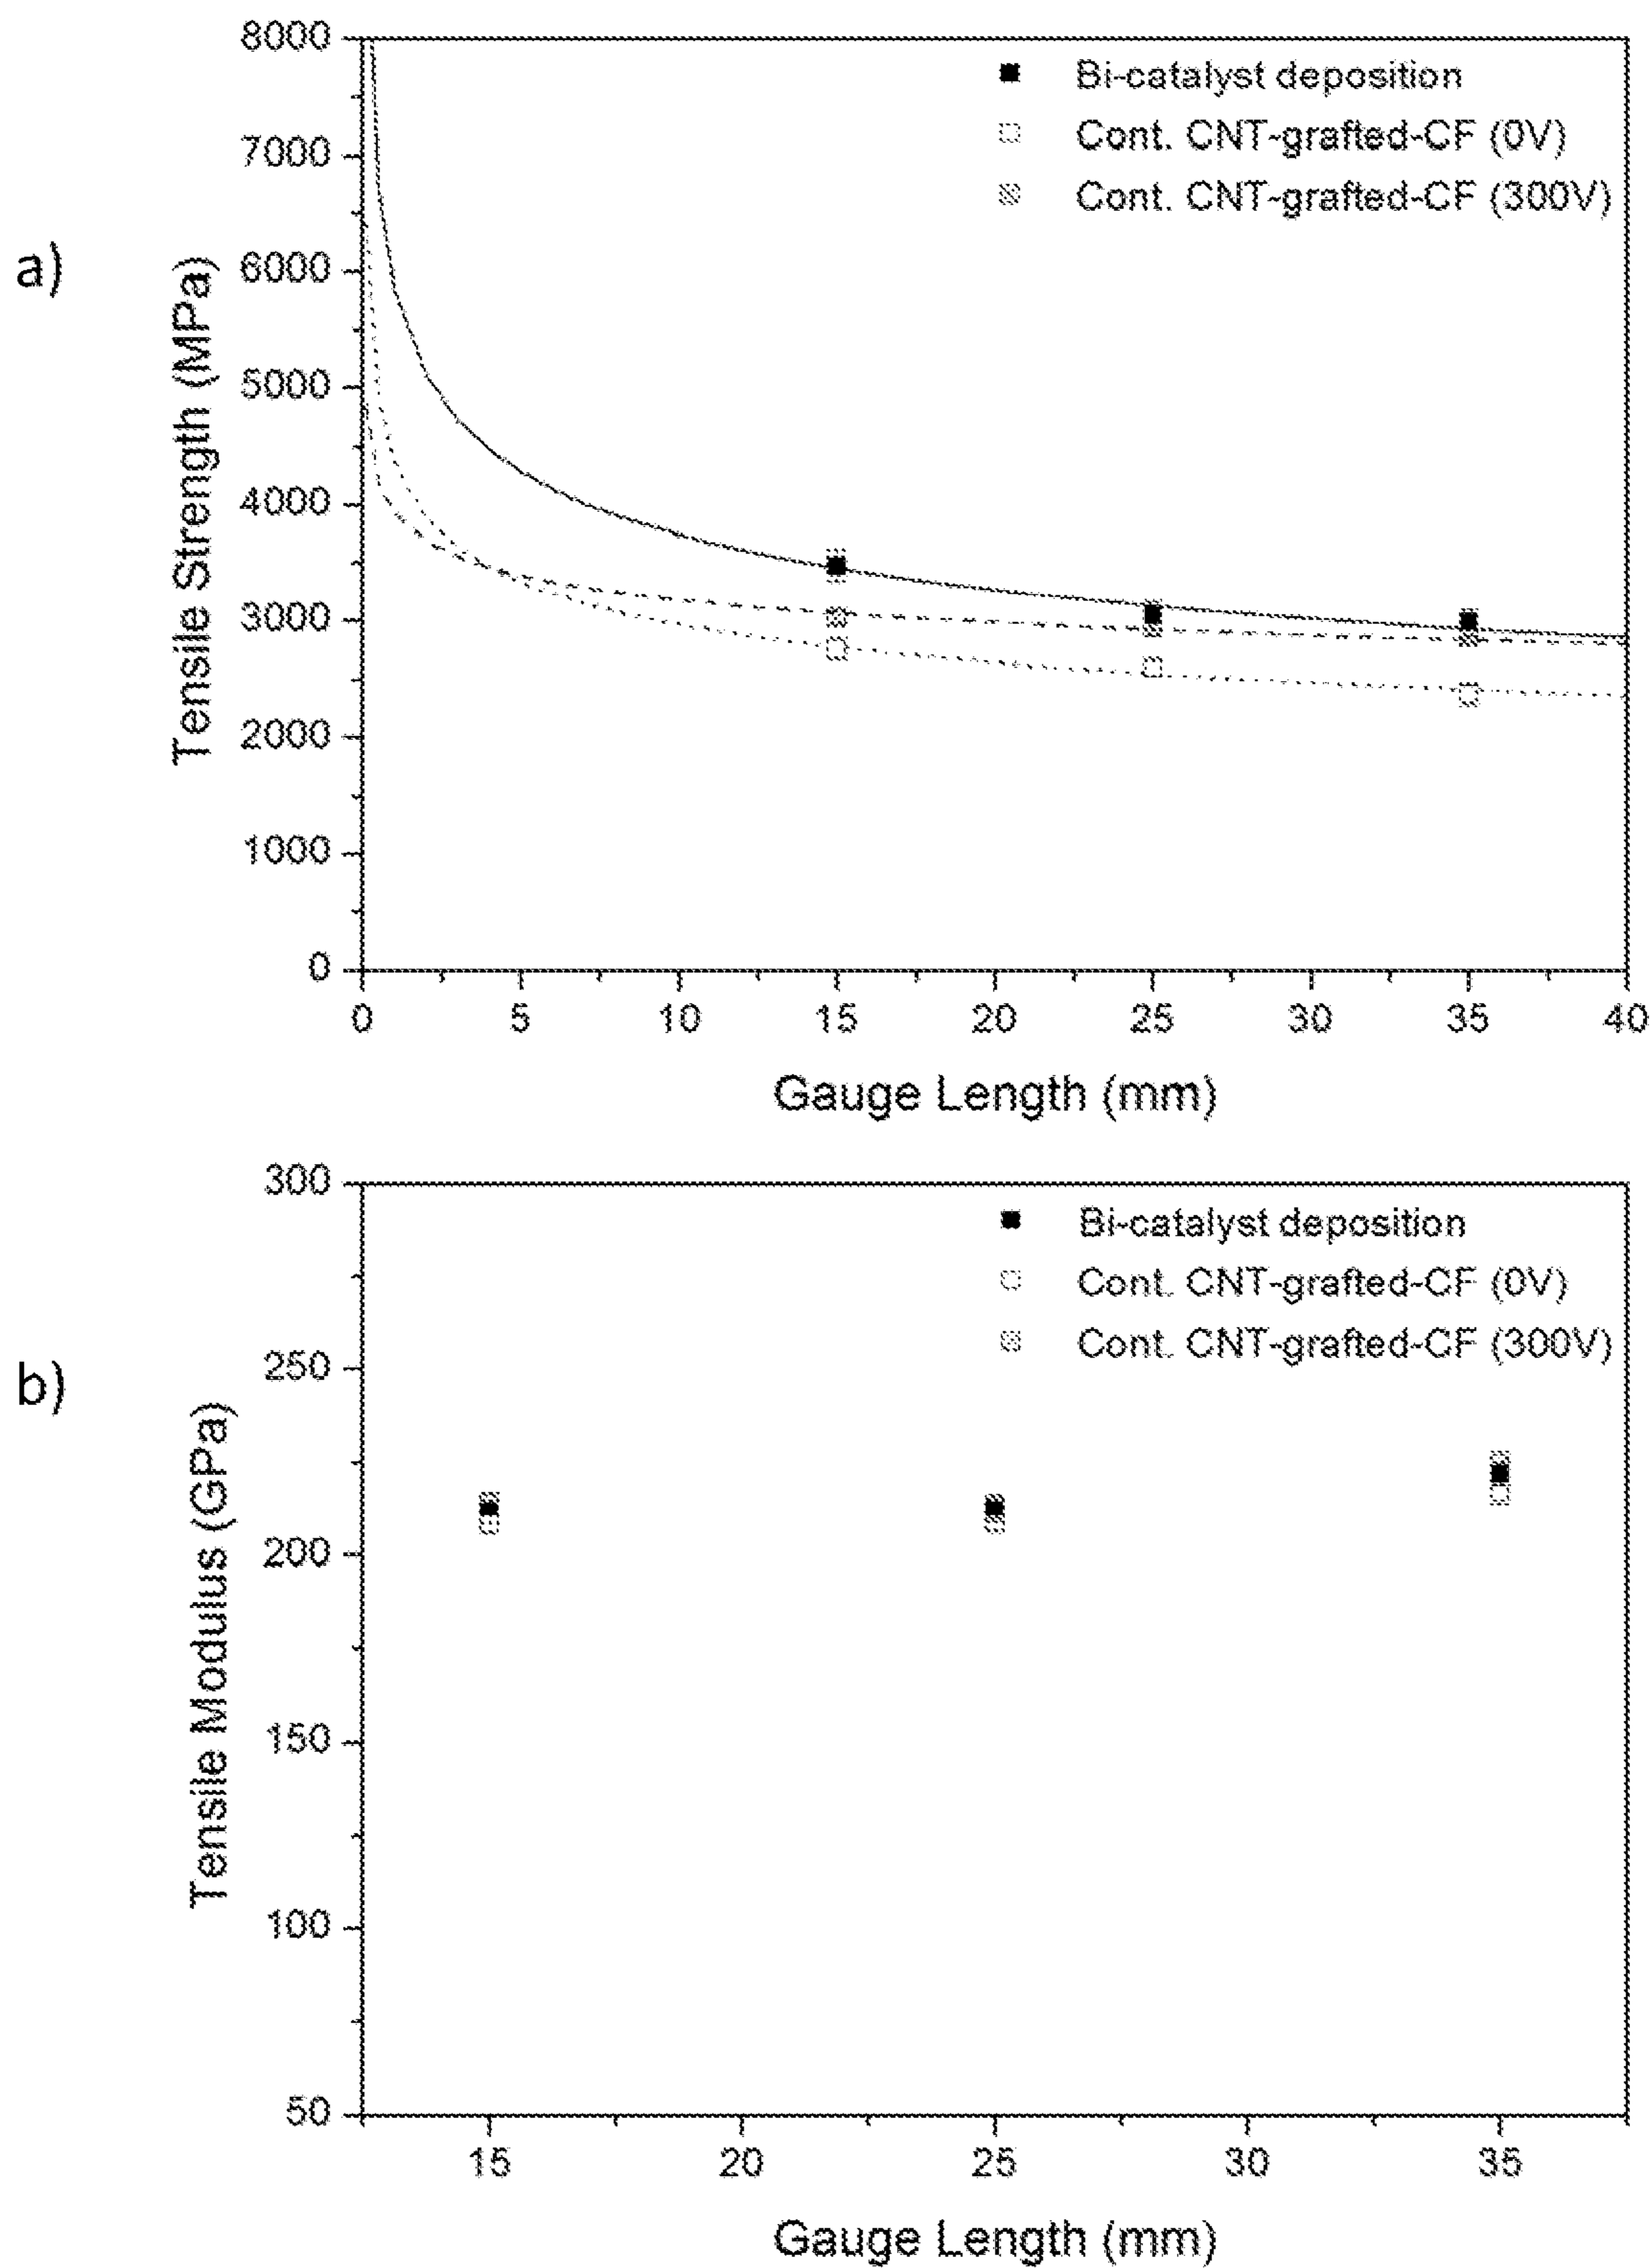 8000
Bi-catalyst deposition
Cont. CNT-grafted-CF (0V)
7000
Cont. CNT-grafted-CF (300V)
a)
6000
Tensile Strength (MPa)
5000
4000
3000
2000
1000
0
0 5 10 15 20 25 30 35 40
Gauge Length (mm)
300
Bi-catalyst deposition
Cont. CNT-grafted-CF (0V)
Cont. CNT-grafted-CF (300V)
250
b)
Tensile Modulus (GPa)
200
150
100
50
15 20 25 30 35
Gauge Length (mm)